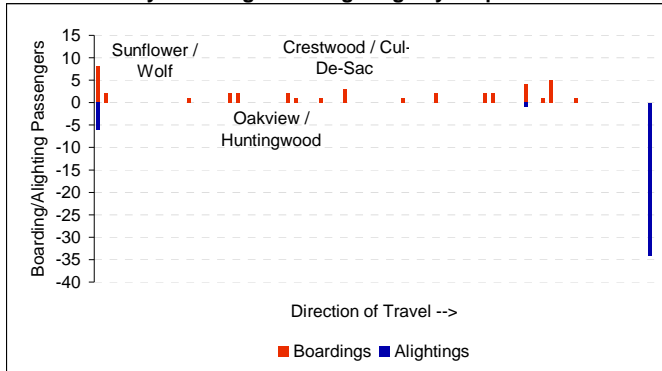 Boarding/Alighting Passengers
15
10
5
0
-5
-10
-15
-20
-25
-30
-35
-40
Sunflower /
Wolf
Crestwood / Cul-
De-Sac
Oakview /
Huntingwood
Direction of Travel -->
Boardings
Alightings